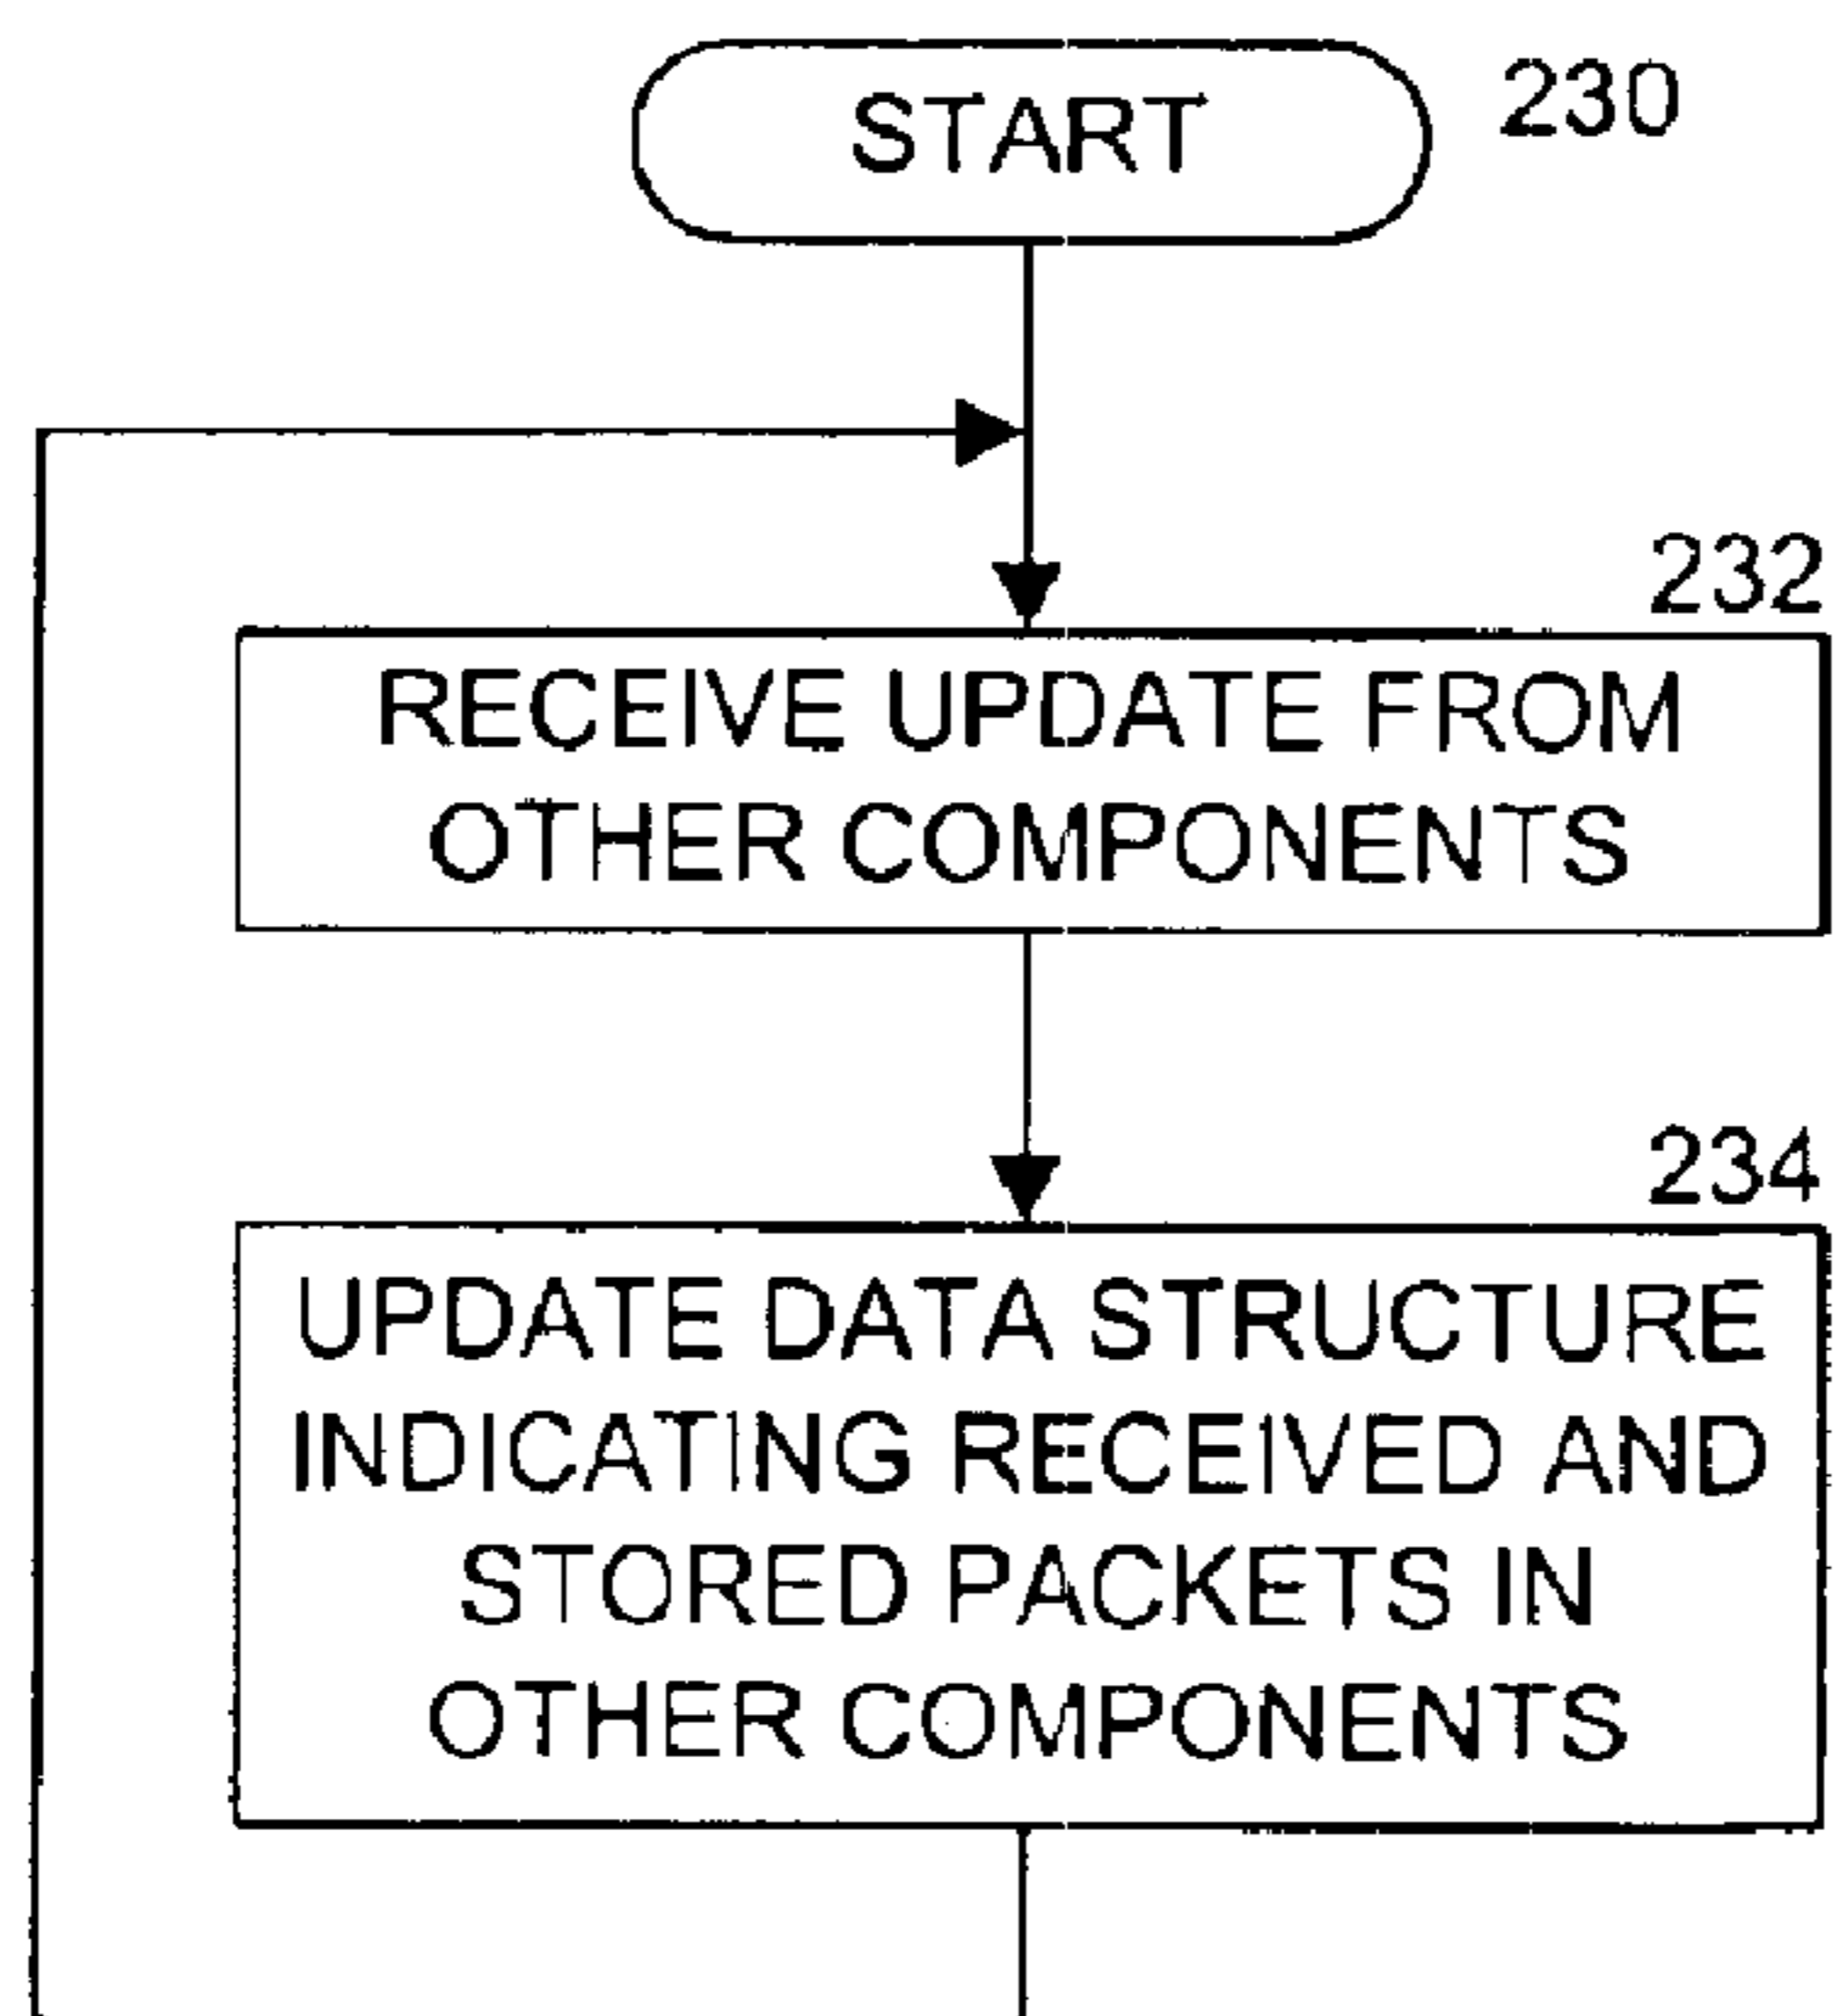 START
230
232
RECEIVE UPDATE FROM
OTHER COMPONENTS
234
UPDATE DATA STRUCTURE
INDICATING RECEIVED AND
STORED PACKETS IN
OTHER COMPONENTS